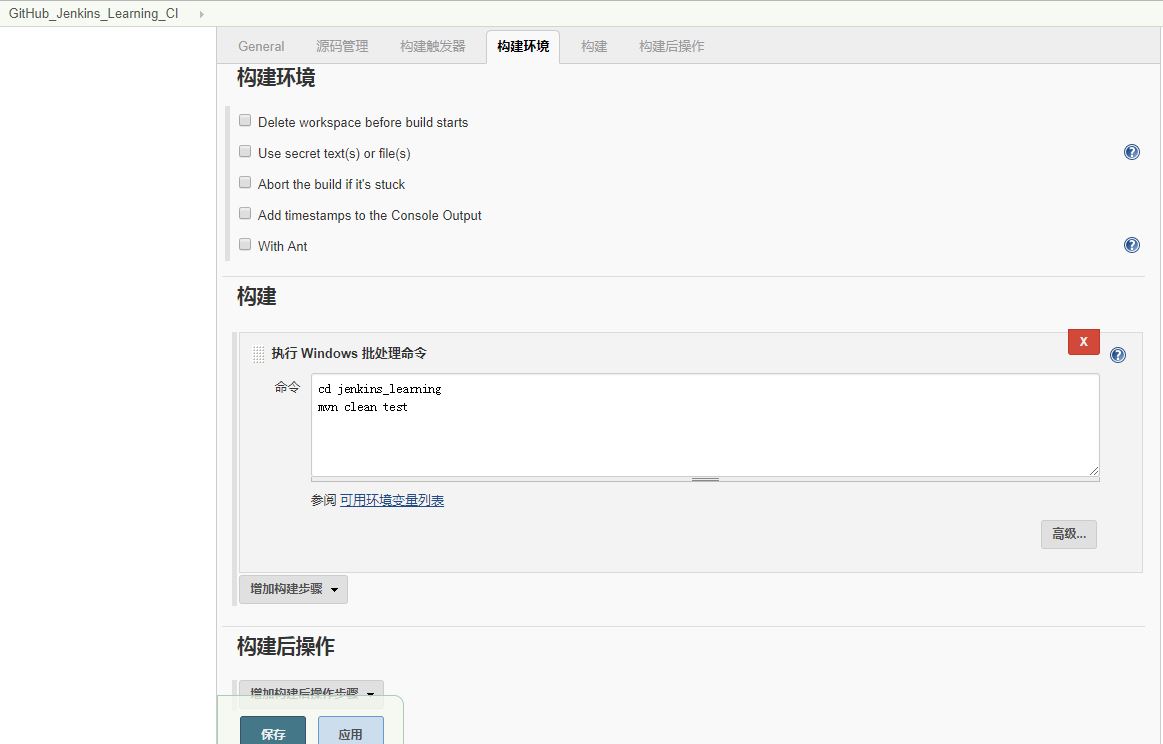 GitHub_Jenkins_Learning_CI
General 源码管理 构建触发器 构建环境 构建 构建后操作
构建环境
Delete workspace before build starts
Use secret text(s) or file(s)
Abort the build if it's stuck
Add timestamps to the Console Output
With Ant
构建
X
执行 Windows 批处理命令
命令
cd jenkins_learning
mvn clean test
参阅 可用环境变量列表
高级...
增加构建步骤
构建后操作
增加构建后操作步骤
保存 应用